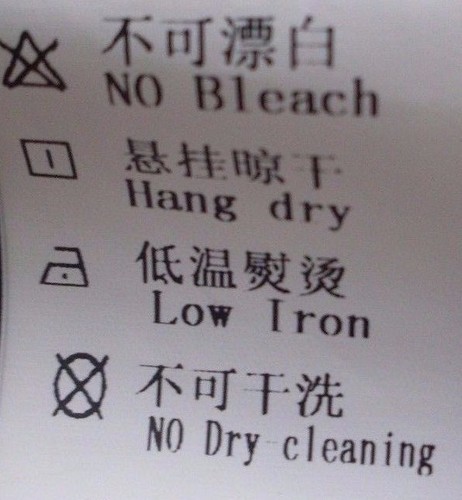 不可漂白
NO Bleach
悬挂晾干
Hang dry
低温熨烫
Low Iron
不可干洗
NO Dry cleaning